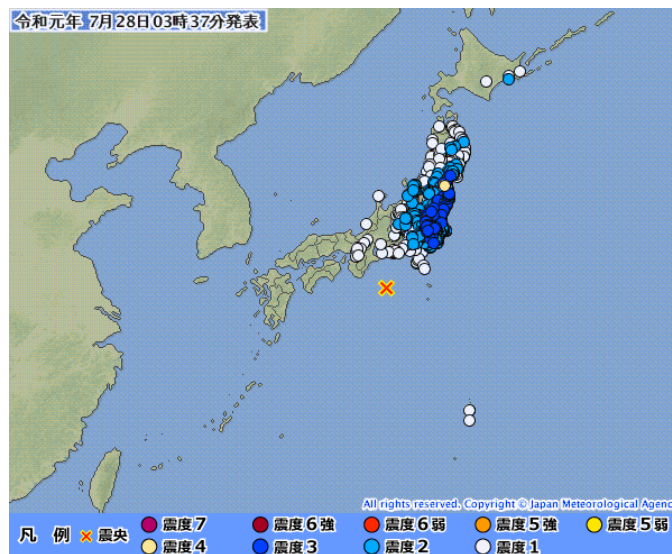 令和元年 7月28日03時37分発表
All rights reserved. Copyright © Japan Meteorological Agenc
凡 例 × 震央 震度7 震度6強 震度6弱 震度5強 震度5弱
震度4 震度3 震度2 震度1